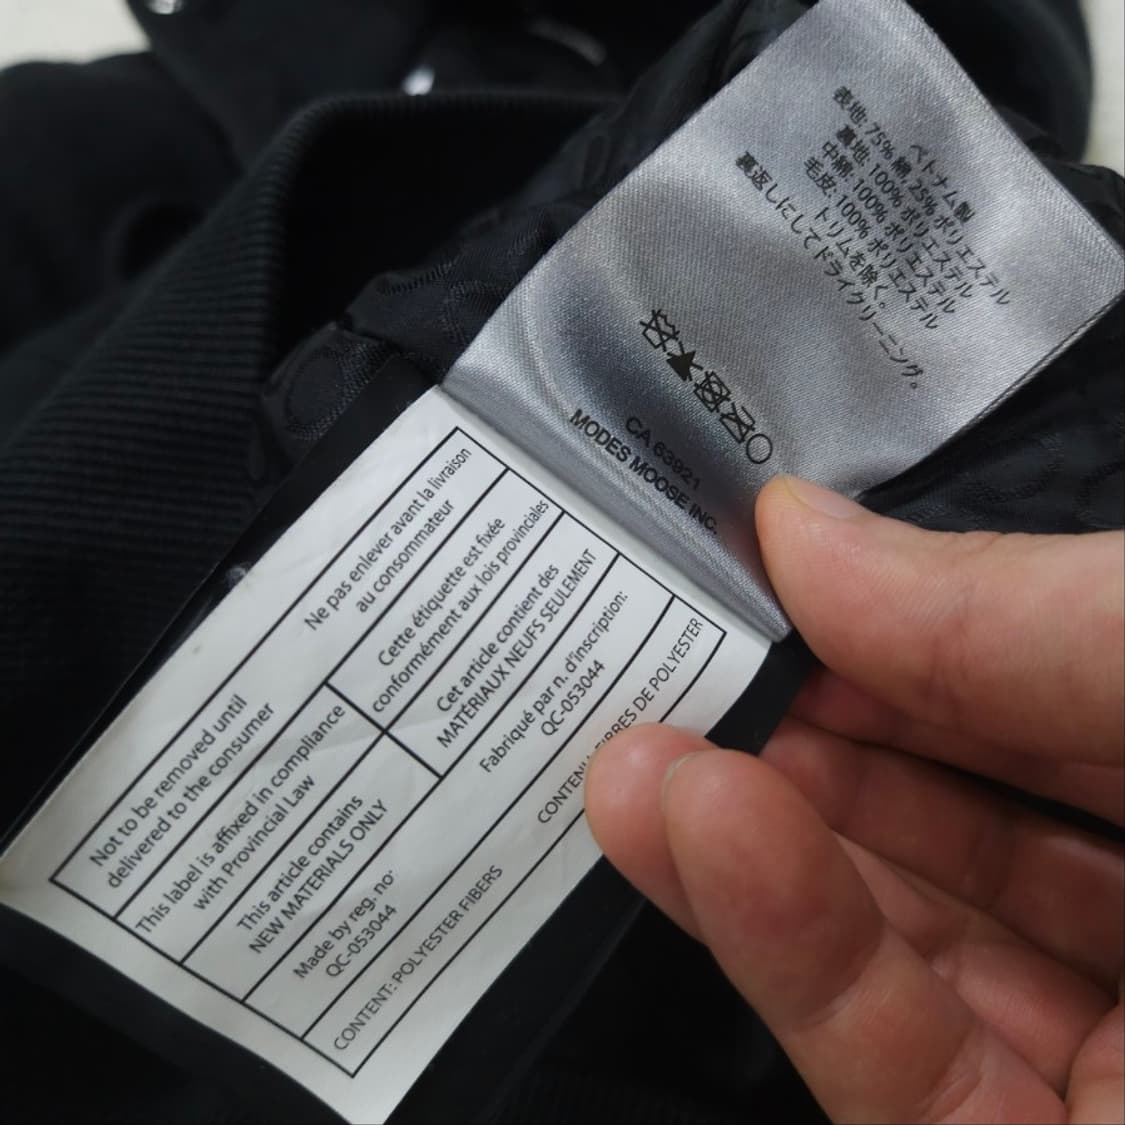 ベトナム製
表地: 75% 綿, 25% ポリエステル
裏地: 100% ポリエステル
中綿: 100% ポリエステル
毛皮: 100% ポリエステル
トリムを除く。
裏返しにしてドライクリーニング。
CA 63921
MODES MOOSE INC.
Not to be removed until
delivered to the consumer
Ne pas enlever avant la livraison
au consommateur
This label is affixed in compliance
with Provincial Law
Cette étiquette est fixée
conformément aux lois provinciales
This article contains
NEW MATERIALS ONLY
Cet article contient des
MATÉRIAUX NEUFS SEULEMENT
Made by reg. no:
QC-053044
Fabriqué par n. d'inscription:
QC-053044
CONTENT: POLYESTER FIBERS
DE POLYESTER